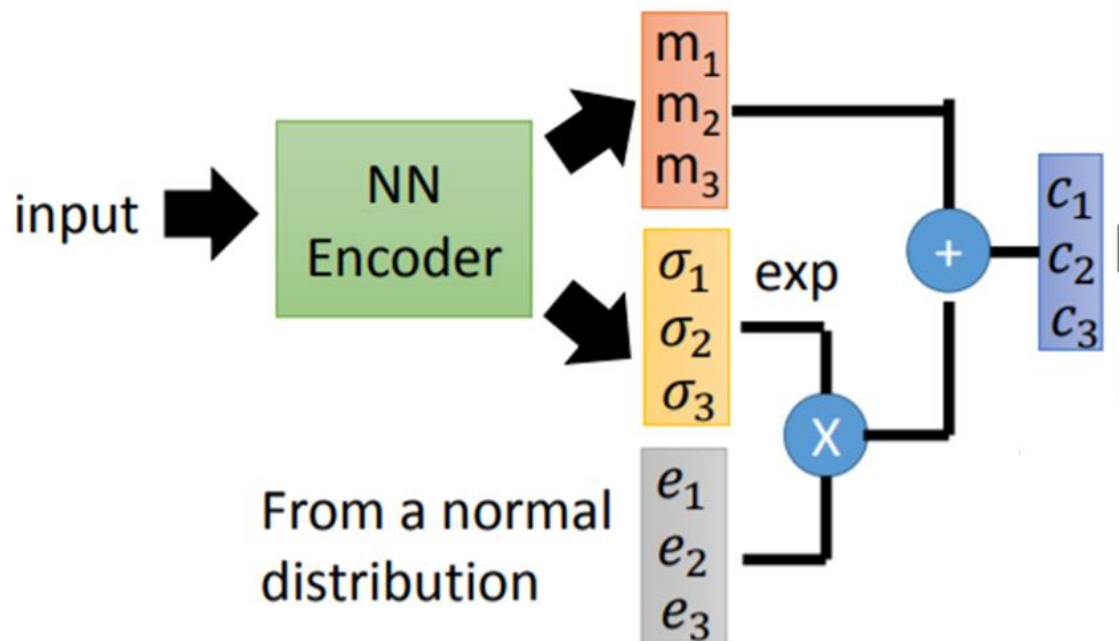 input
NN
Encoder
m₁
m₂
m₃
σ₁
σ₂
σ₃
exp
From a normal
distribution
e₁
e₂
e₃
X
+
c₁
c₂
c₃